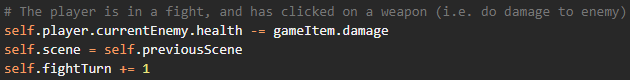 # The player is in a fight, and has clicked on a weapon (i.e. do damage to enemy)
self.player.currentEnemy.health -= gameItem.damage
self.scene = self.previousScene
self.fightTurn += 1